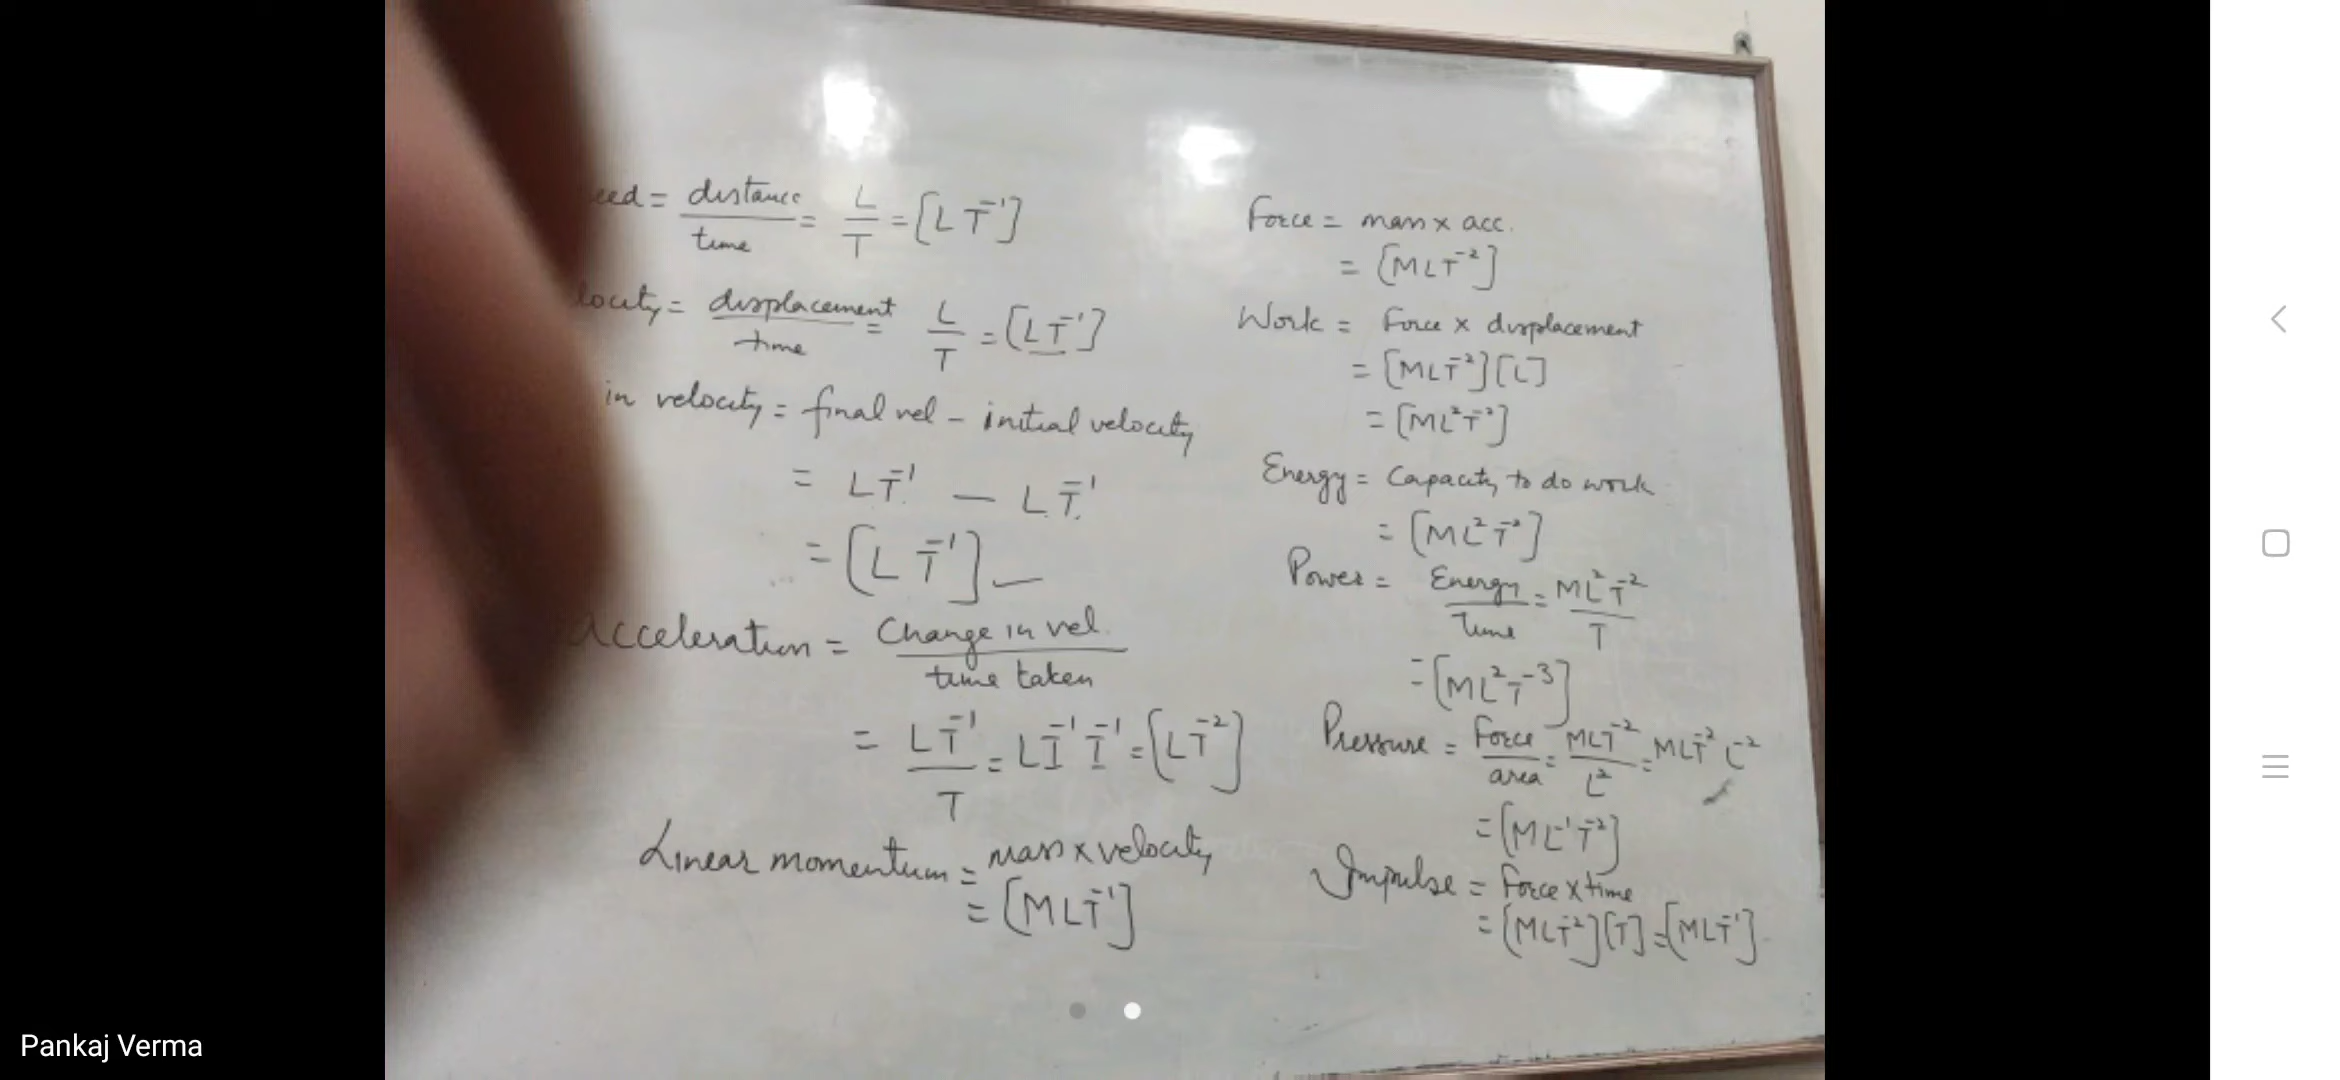 eed = distance/time = L/T = [LT⁻¹]
locity = displacement/time = L/T = [LT⁻¹]
in velocity = final vel - initial velocity
= LT⁻¹ — LT⁻¹
= [LT⁻¹]
Acceleration = Change in vel./time taken
= LT⁻¹/T = LT⁻¹T⁻¹ = [LT⁻²]
Linear momentum = mass x velocity
= [MLT⁻¹]
Force = mass x acc.
= [MLT⁻²]
Work = Force x displacement
= [MLT⁻²][L]
= [ML²T⁻²]
Energy = Capacity to do work
= [ML²T⁻²]
Power = Energy/Time = ML²T⁻²/T
= [ML²T⁻³]
Pressure = Force/area = MLT⁻²/L² = MLT⁻²L⁻²
= [ML⁻¹T⁻²]
Impulse = Force x time
= [MLT⁻²][T] = [MLT⁻¹]
Pankaj Verma